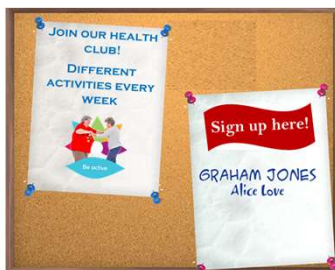 JOIN OUR HEALTH
CLUB!
DIFFERENT
ACTIVITIES EVERY
WEEK
Be active
Sign up here!
GRAHAM JONES
Alice Love